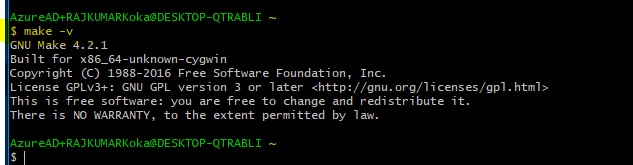 AzureAD+RAJKUMARKoka@DESKTOP-QTRABLI ~
$ make -v
GNU Make 4.2.1
Built for x86_64-unknown-cygwin
Copyright (C) 1988-2016 Free Software Foundation, Inc.
License GPLv3+: GNU GPL version 3 or later <http://gnu.org/licenses/gpl.html>
This is free software: you are free to change and redistribute it.
There is NO WARRANTY, to the extent permitted by law.
AzureAD+RAJKUMARKoka@DESKTOP-QTRABLI ~
$